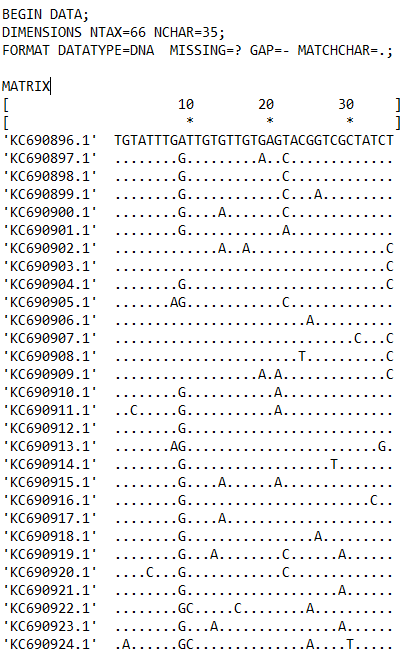 BEGIN DATA;
DIMENSIONS NTAX=66 NCHAR=35;
FORMAT DATATYPE=DNA  MISSING=? GAP=- MATCHCHAR=.;
MATRIX
[                     10        20        30     ]
[                      *         *         *     ]
'KC690896.1'  TGTATTTGATTGTGTTGTGAGTACGGTCGCTATCT
'KC690897.1'  ........G.........A..C.............
'KC690898.1'  ........G............C.............
'KC690899.1'  ........G............C...A.........
'KC690900.1'  ........G....A.......C.............
'KC690901.1'  ........G............A.............
'KC690902.1'  .............A..A.................C
'KC690903.1'  ..................................C
'KC690904.1'  ........G.........................C
'KC690905.1'  .......AG............C.............
'KC690906.1'  ........................A..........
'KC690907.1'  ..............................C...C
'KC690908.1'  .......................T..........C
'KC690909.1'  ..................A.A.............C
'KC690910.1'  ........G...........A..............
'KC690911.1'  ..C.....G...........A..............
'KC690912.1'  ........G..........................
'KC690913.1'  .......AG........................G.
'KC690914.1'  ........G..................T.......
'KC690915.1'  ........G....A......A..............
'KC690916.1'  ........G.......................C..
'KC690917.1'  ........G....A.....................
'KC690918.1'  ........G................A.........
'KC690919.1'  ........G...A........C......A......
'KC690920.1'  ....C...G............C.............
'KC690921.1'  ........G...................A......
'KC690922.1'  ........GC.....C........A..........
'KC690923.1'  ........G...A...............A......
'KC690924.1'  .A......GC..............A....T.....